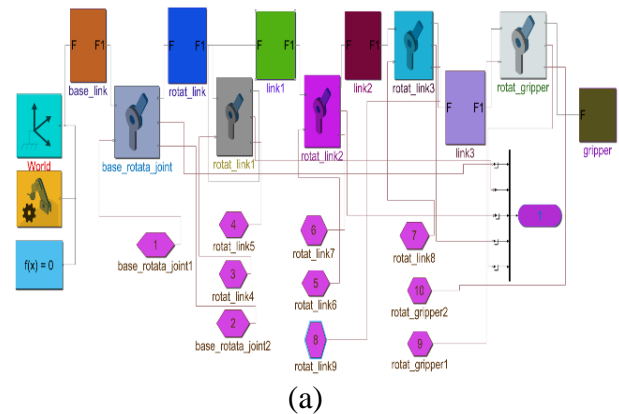 F F1
base_link
F F1
rotat_link
F F1
link1
F F1
link2
rotat_link3
F F1
link3
rotat_gripper
F
gripper
World
base_rotata_joint
rotat_link1
rotat_link2
f(x) = 0
1
base_rotata_joint1
4
rotat_link5
3
rotat_link4
2
base_rotata_joint2
6
rotat_link7
5
rotat_link6
8
rotat_link9
7
rotat_link8
10
rotat_gripper2
9
rotat_gripper1
1
(a)